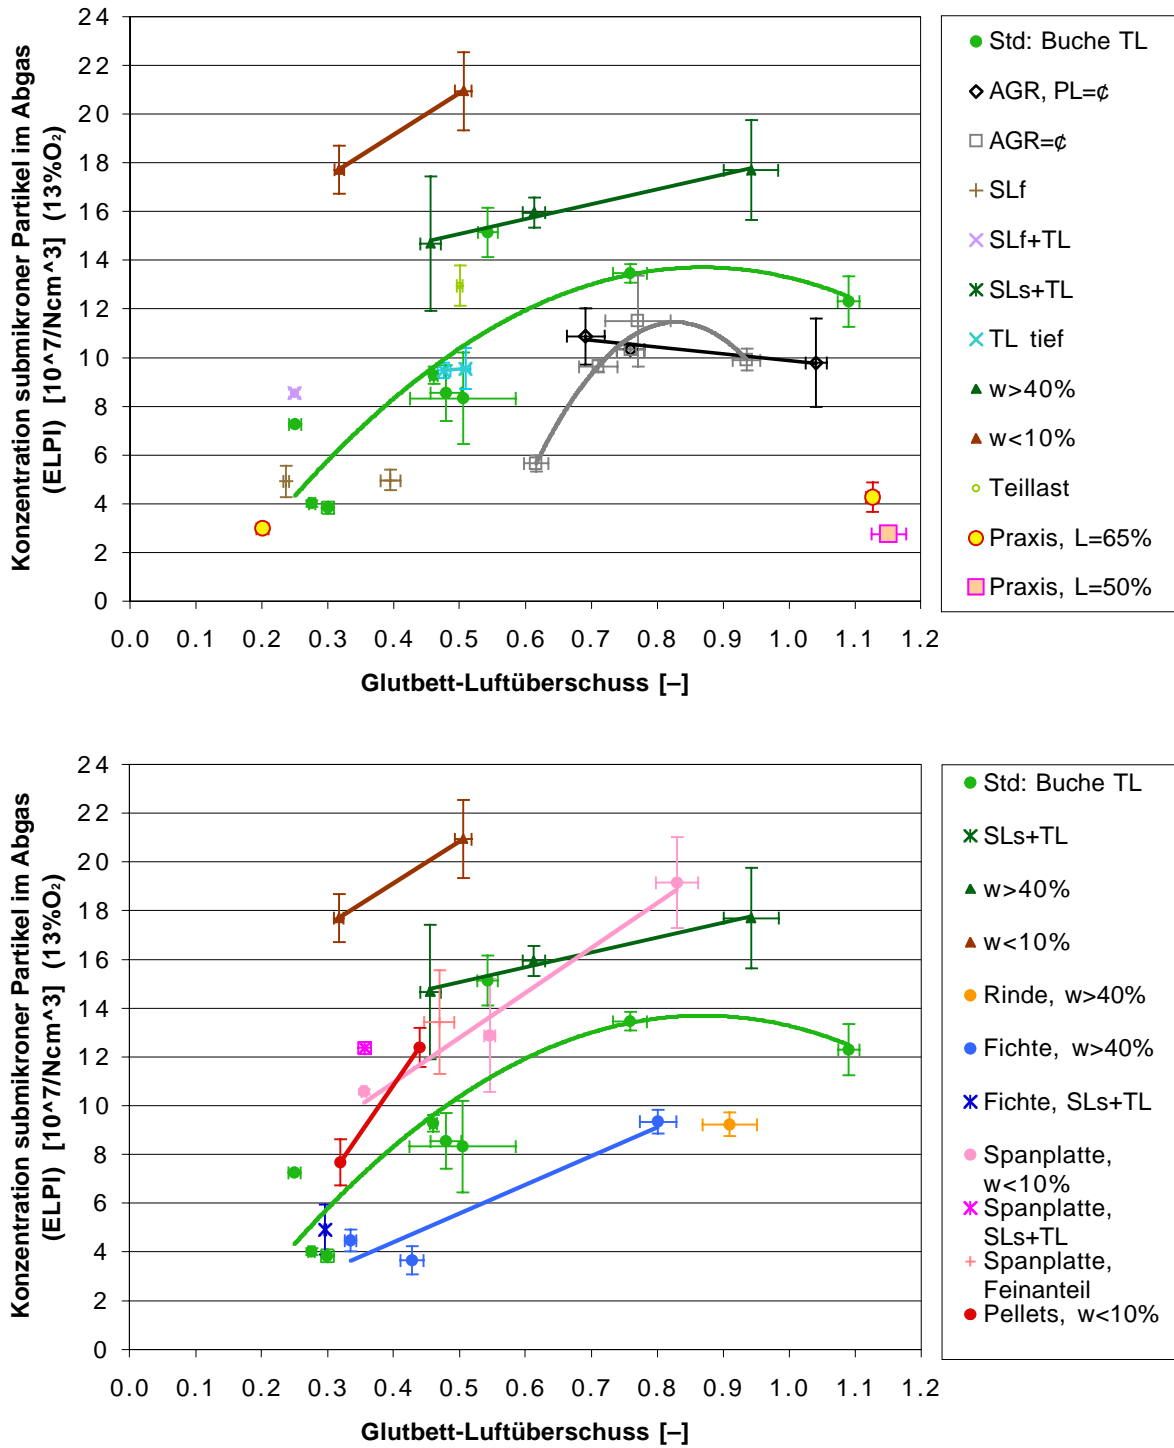 Konzentration submikroner Partikel im Abgas
(ELPI) [10^7/Ncm^3] (13%O₂)
24
22
20
18
16
14
12
10
8
6
4
2
0
0.0 0.1 0.2 0.3 0.4 0.5 0.6 0.7 0.8 0.9 1.0 1.1 1.2
Glutbett-Luftüberschuss [–]
Std: Buche TL
AGR, PL=¢
AGR=¢
SLf
SLf+TL
SLs+TL
TL tief
w>40%
w<10%
Teillast
Praxis, L=65%
Praxis, L=50%
Konzentration submikroner Partikel im Abgas
(ELPI) [10^7/Ncm^3] (13%O₂)
24
22
20
18
16
14
12
10
8
6
4
2
0
0.0 0.1 0.2 0.3 0.4 0.5 0.6 0.7 0.8 0.9 1.0 1.1 1.2
Glutbett-Luftüberschuss [–]
Std: Buche TL
SLs+TL
w>40%
w<10%
Rinde, w>40%
Fichte, w>40%
Fichte, SLs+TL
Spanplatte,
w<10%
Spanplatte,
SLs+TL
Spanplatte,
Feinanteil
Pellets, w<10%